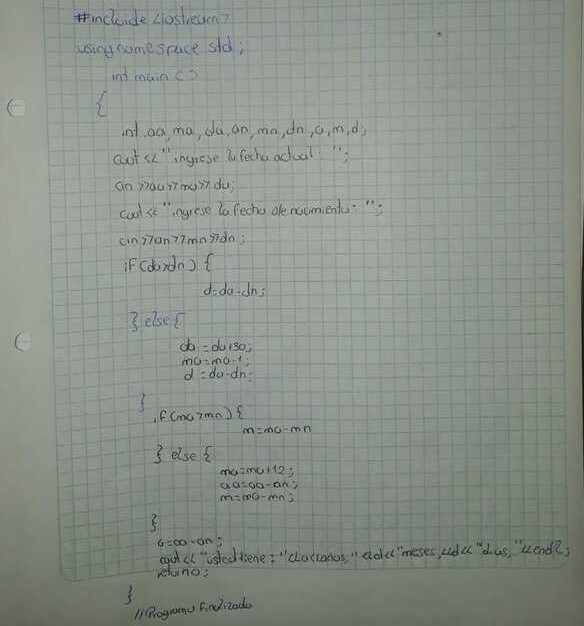 #include <iostream>
using namespace std;
int main ()
{
int aa, ma, da, an, mn, dn, a, m, d;
cout << "ingrese la fecha actual: ";
cin >>aa>>ma>> da;
cout << "ingrese la fecha de nacimiento: ";
cin >>an>>mn>>dn;
if (da>dn) {
d=da-dn;
} else {
da=da+30;
ma=ma-1;
d=da-dn;
}
if (ma>mn) {
m=ma-mn
} else {
ma=ma+12;
aa=aa-an;
m=ma-mn;
}
a=aa-an;
cout << "usted tiene: "<<a<<"años, " "meses, <<d<< "dias, "<<endl;
return 0;
}
//Programa finalizado